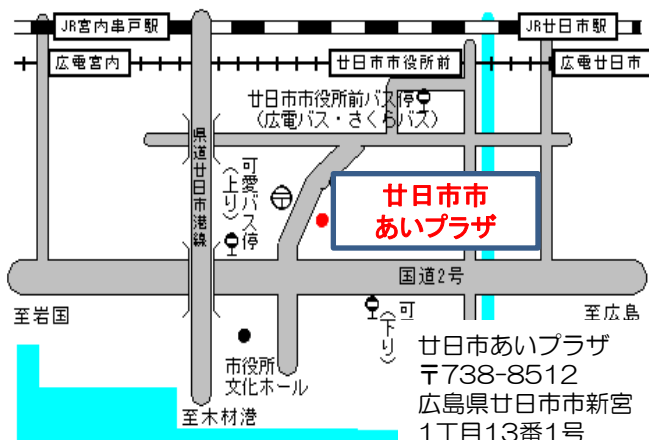 JR宮内串戸駅
JR廿日市駅
広電宮内
廿日市市役所前
広電廿日市
廿日市市役所前バス停
(広電バス・さくらバス)
県道廿日市港線
可愛バス停
(上り)
廿日市市
あいプラザ
国道2号
至岩国
至広島
可
(下り)
市役所
文化ホール
至木材港
廿日市あいプラザ
〒738-8512
広島県廿日市市新宮
1丁目13番1号